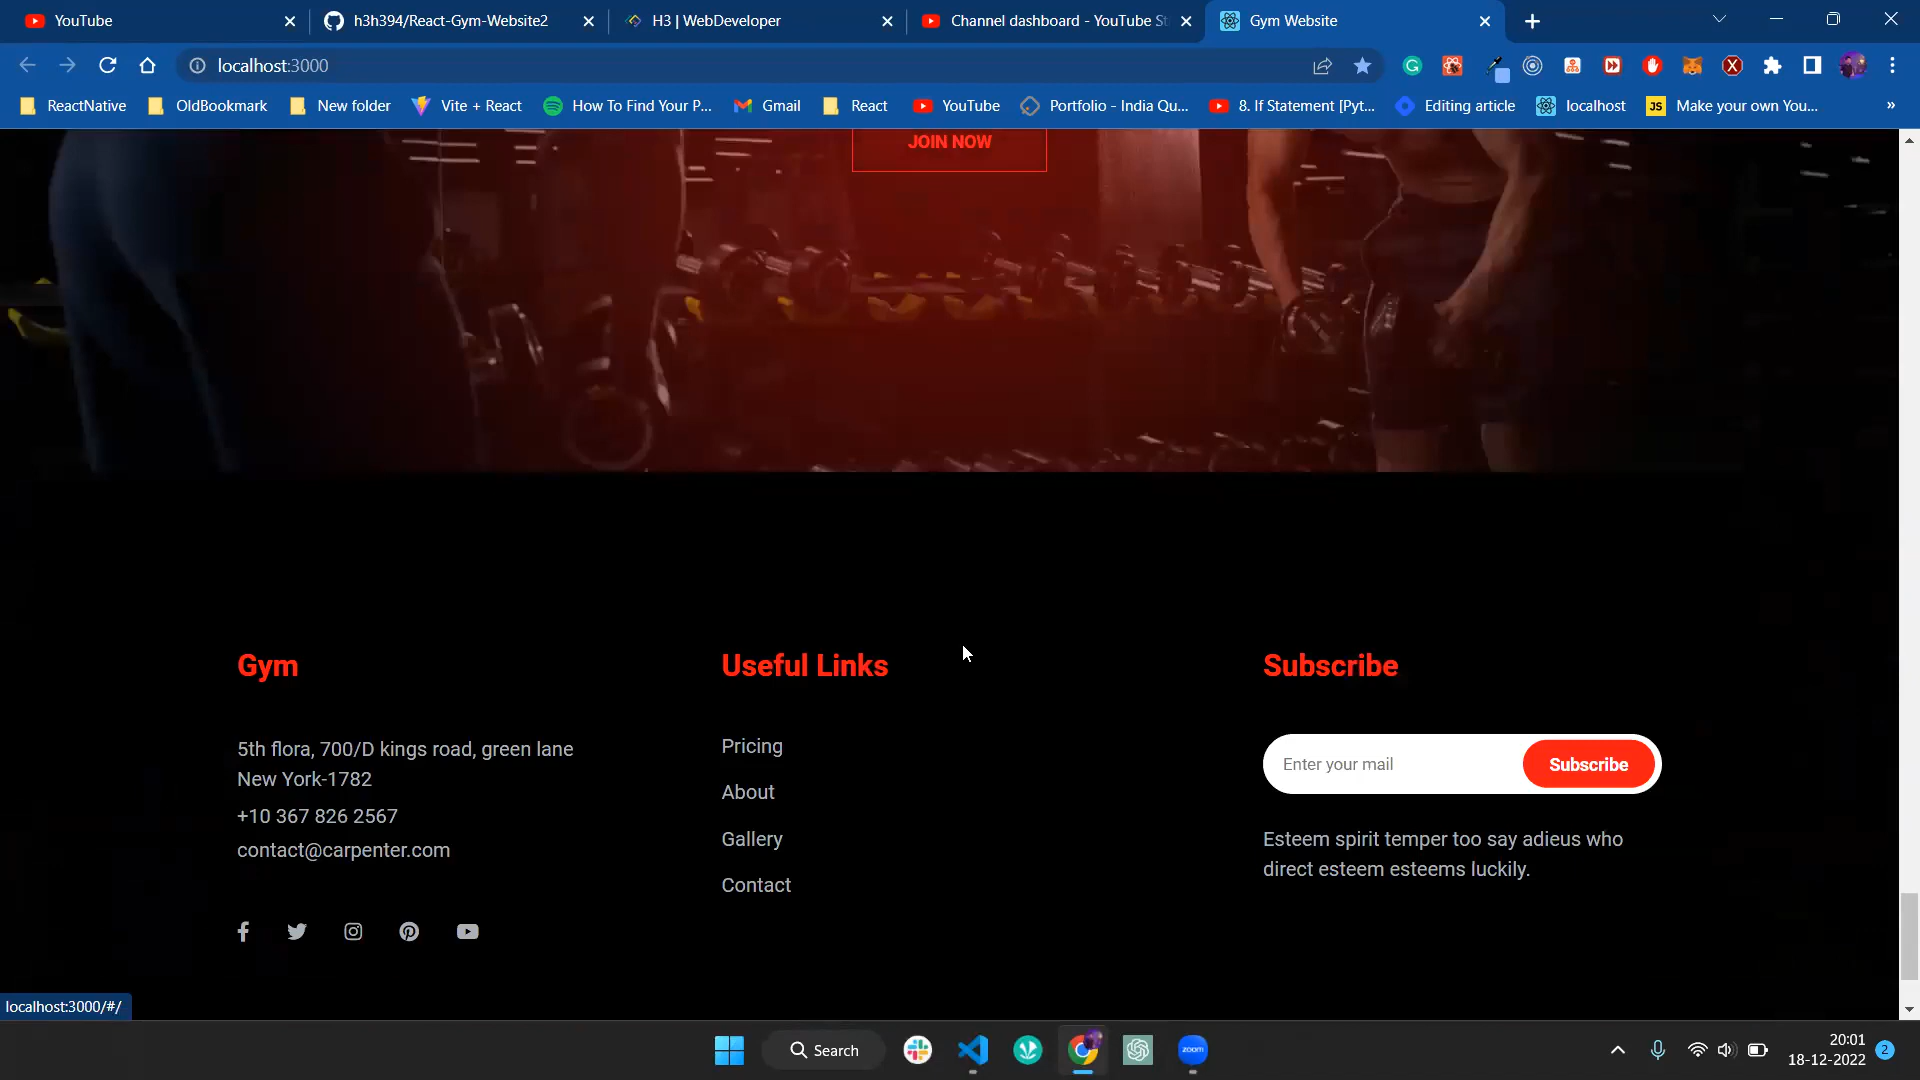 YouTube
h3h394/React-Gym-Website2
H3 | WebDeveloper
Channel dashboard - YouTube St
Gym Website
localhost:3000
ReactNative
OldBookmark
New folder
Vite + React
How To Find Your P...
Gmail
React
YouTube
Portfolio - India Qu...
8. If Statement [Pyt...
Editing article
localhost
JS
Make your own You...
»
JOIN NOW
Gym
5th flora, 700/D kings road, green lane
New York-1782
+10 367 826 2567
contact@carpenter.com
Useful Links
Pricing
About
Gallery
Contact
Subscribe
Enter your mail
Subscribe
Esteem spirit temper too say adieus who
direct esteem esteems luckily.
localhost:3000/#/
Search
zoom
20:01
18-12-2022
2